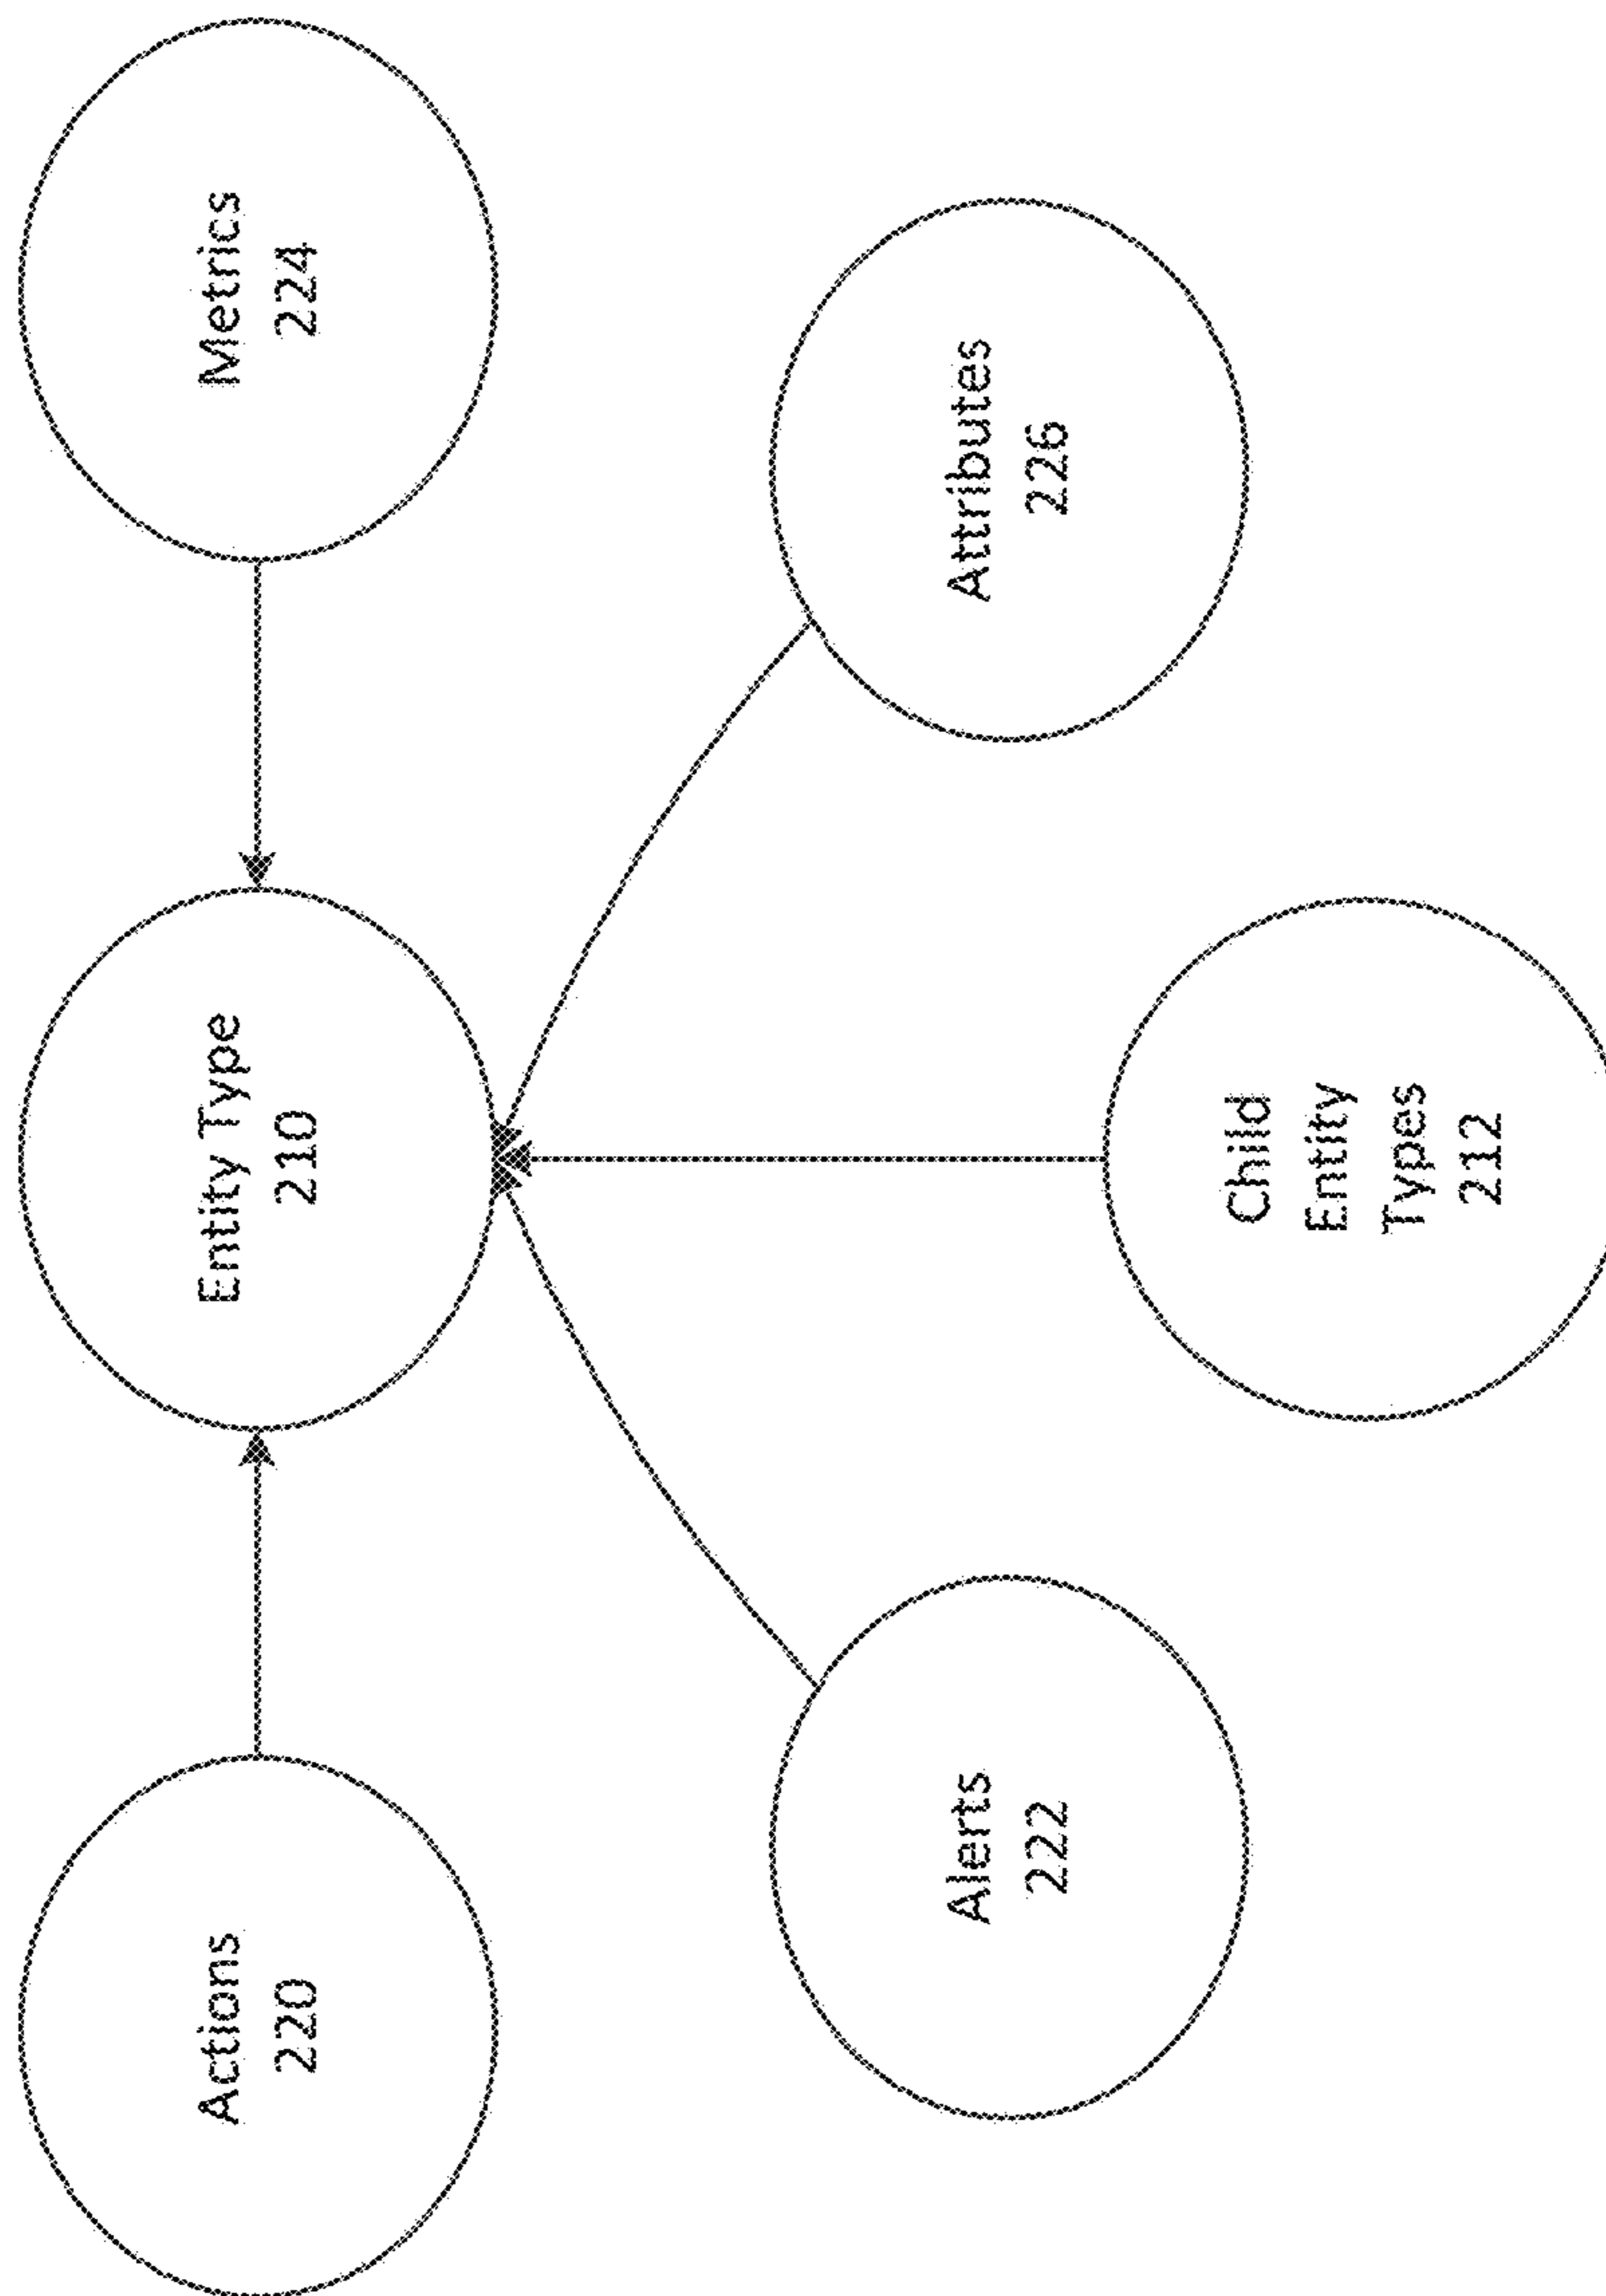 Actions
220
Entity Type
210
Metrics
224
Alerts
222
Attributes
226
Child
Entity
Types
212